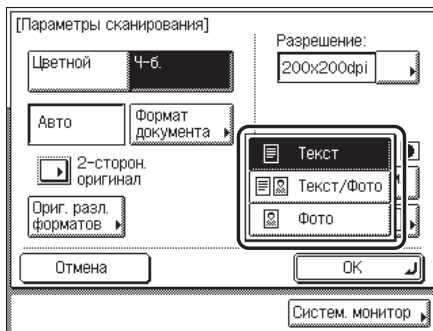 [Параметры сканирования]
Разрешение:
Цветной
Ч-б.
200x200dpi
Авто
Формат
документа
2-сторон.
оригинал
Текст
Текст/Фото
Фото
Ориг. разл.
форматов
Отмена
OK
Систем. монитор